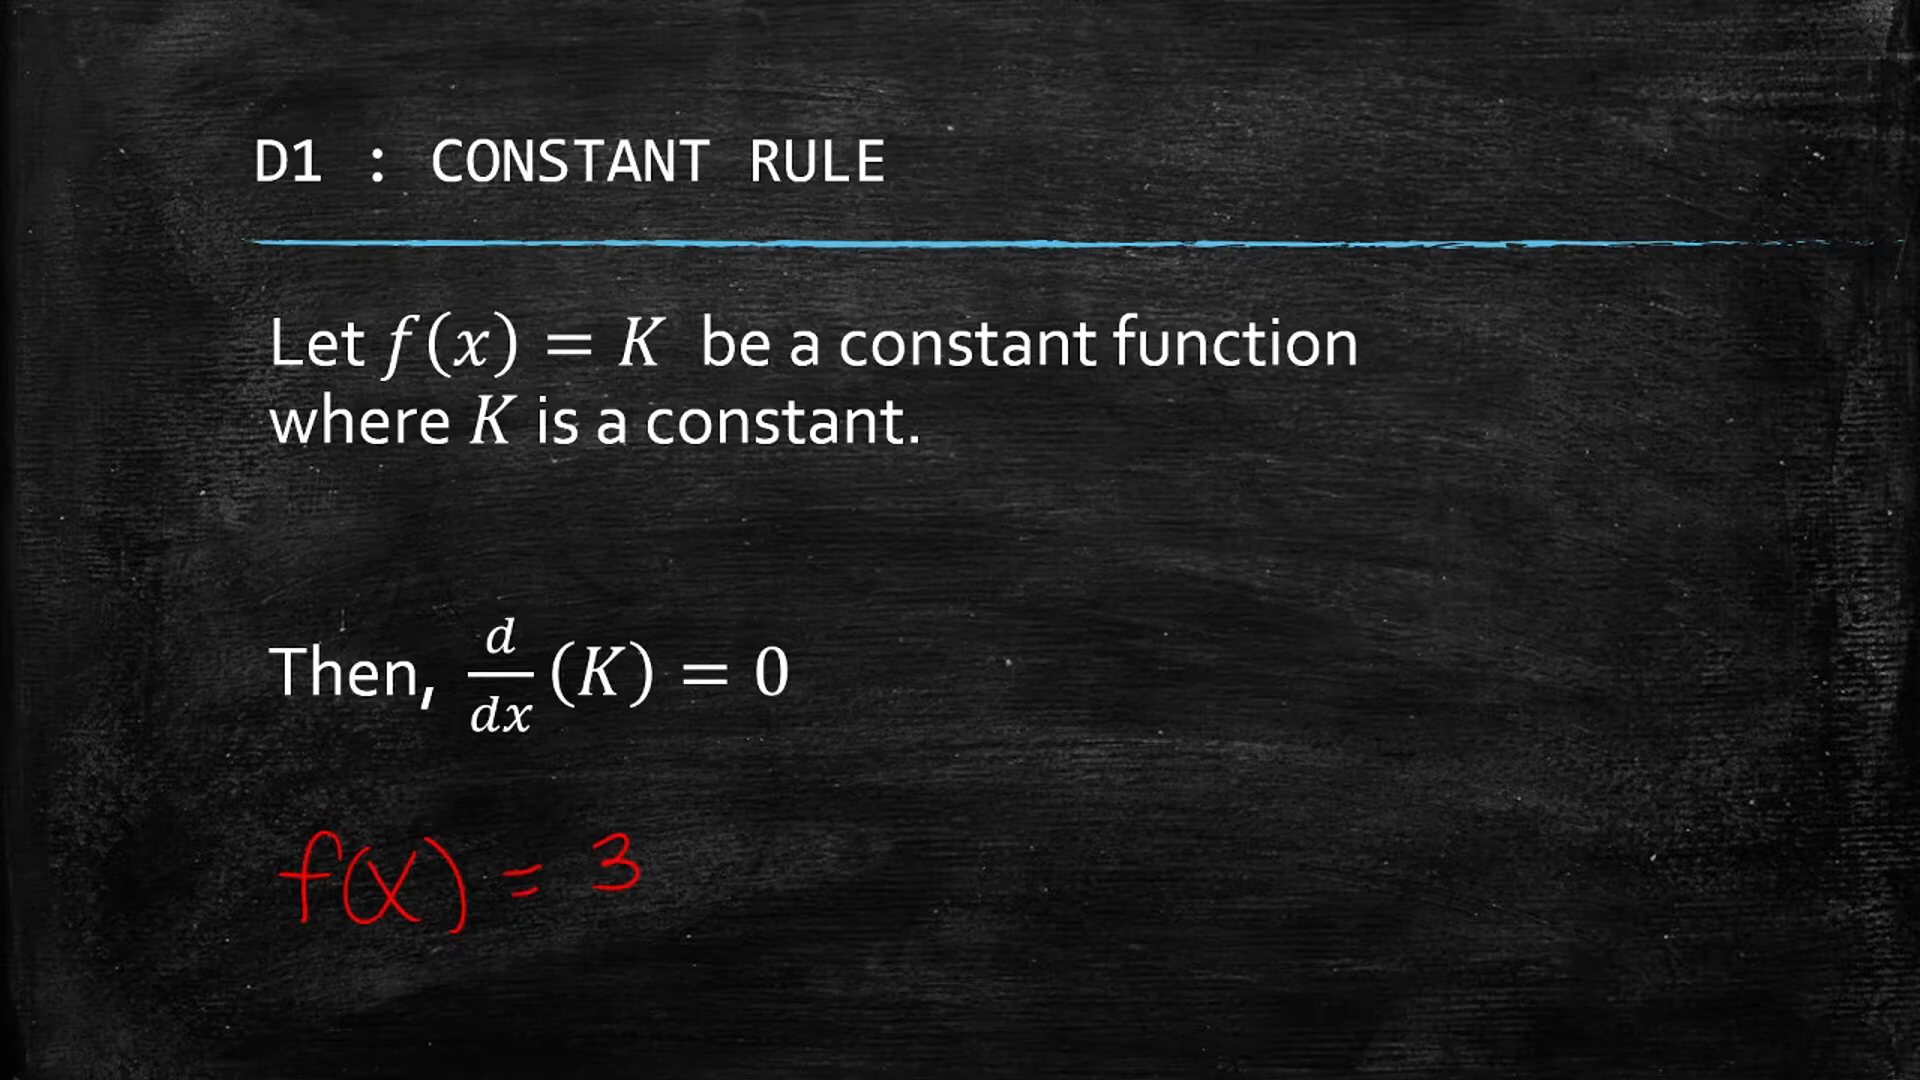 D1 : CONSTANT RULE
Let f(x) = K be a constant function
where K is a constant.
Then, d/dx (K) = 0
f(x) = 3